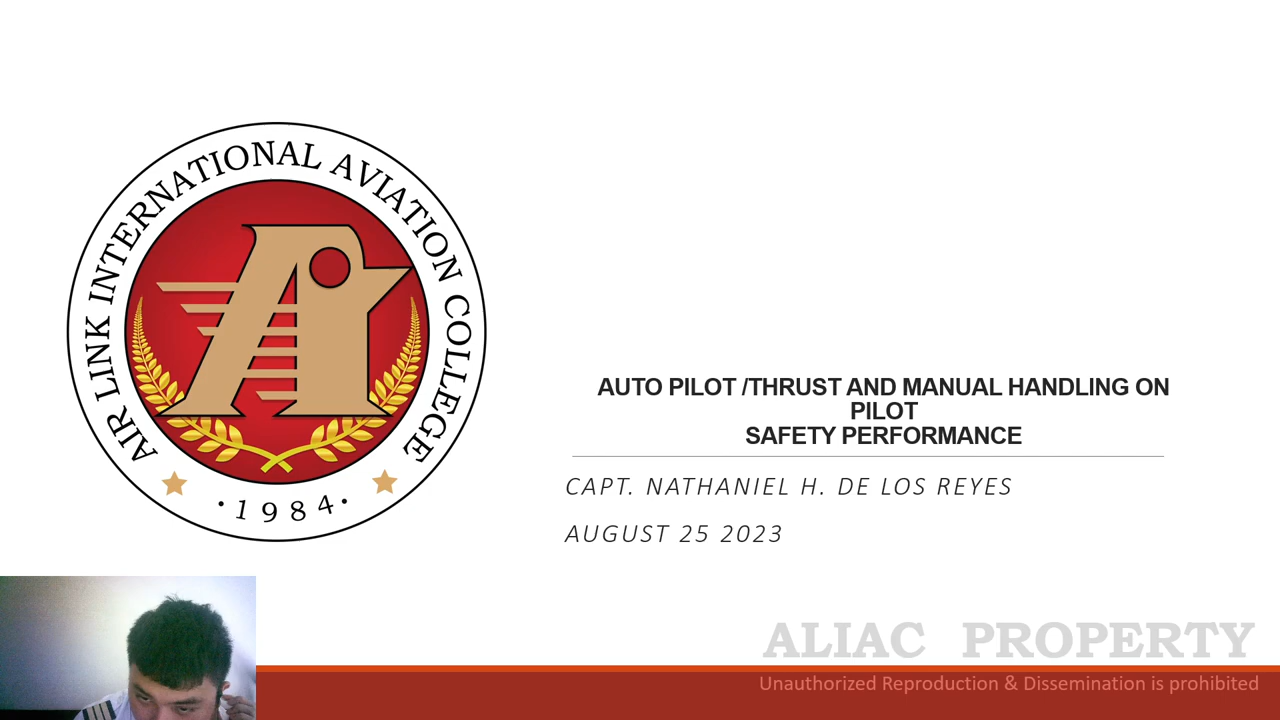 AIR LINK INTERNATIONAL AVIATION COLLEGE
·1984·
AUTO PILOT /THRUST AND MANUAL HANDLING ON
PILOT
SAFETY PERFORMANCE
CAPT. NATHANIEL H. DE LOS REYES
AUGUST 25 2023
ALIAC PROPERTY
Unauthorized Reproduction & Dissemination is prohibited